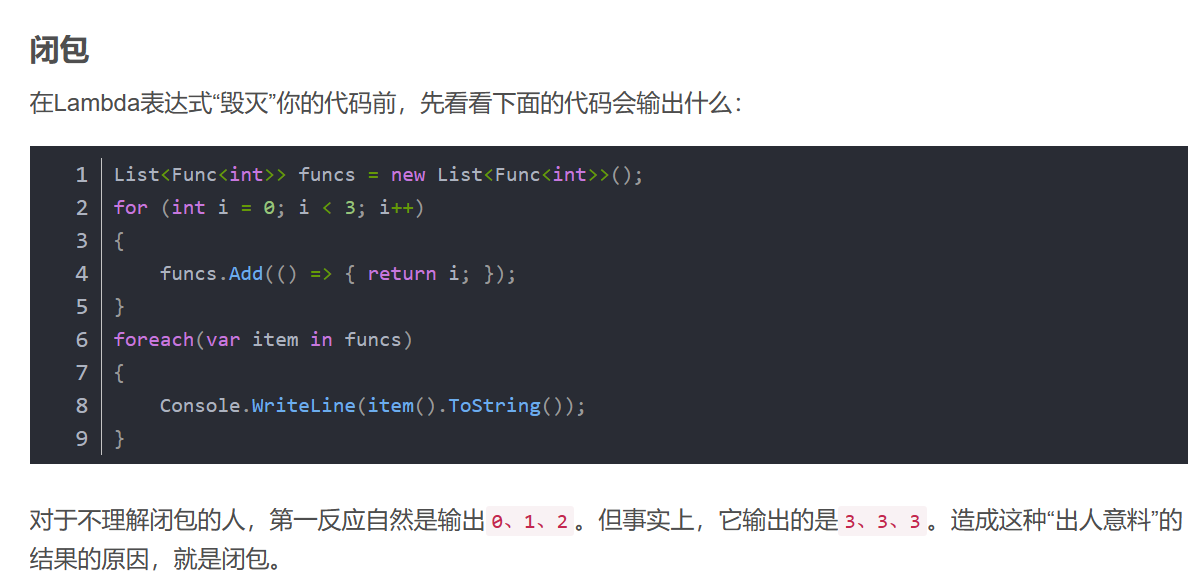 闭包
在Lambda表达式“毁灭”你的代码前，先看看下面的代码会输出什么：
1 List<Func<int>> funcs = new List<Func<int>>();
2 for (int i = 0; i < 3; i++)
3 {
4     funcs.Add(() => { return i; });
5 }
6 foreach(var item in funcs)
7 {
8     Console.WriteLine(item().ToString());
9 }
对于不理解闭包的人，第一反应自然是输出 0、1、2 。但事实上，它输出的是 3、3、3 。造成这种“出人意料”的
结果的原因，就是闭包。